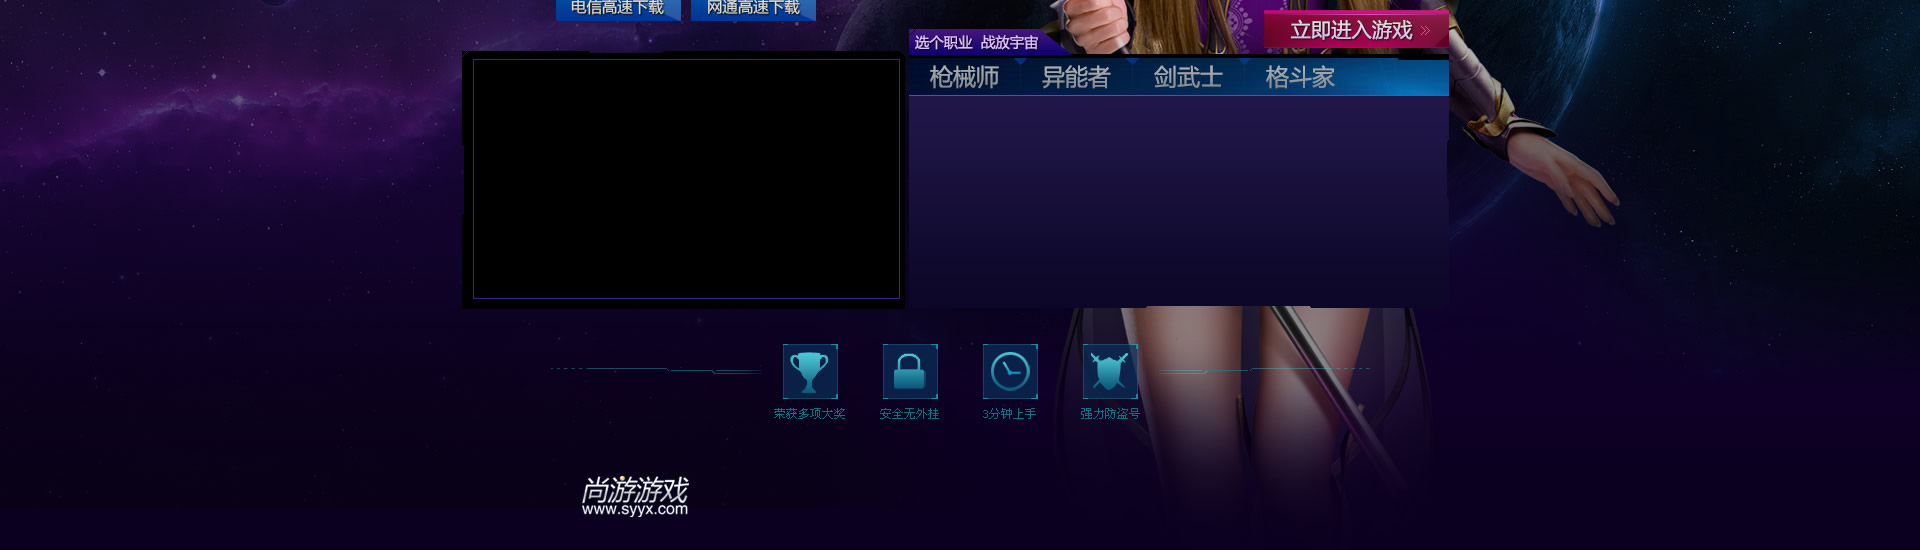 电信高速下载 网通高速下载
立即进入游戏
选个职业 战放宇宙
枪械师 异能者 剑武士 格斗家
荣获多项大奖 安全无外挂 3分钟上手 强力防盗号
尚游游戏
www.syyx.com